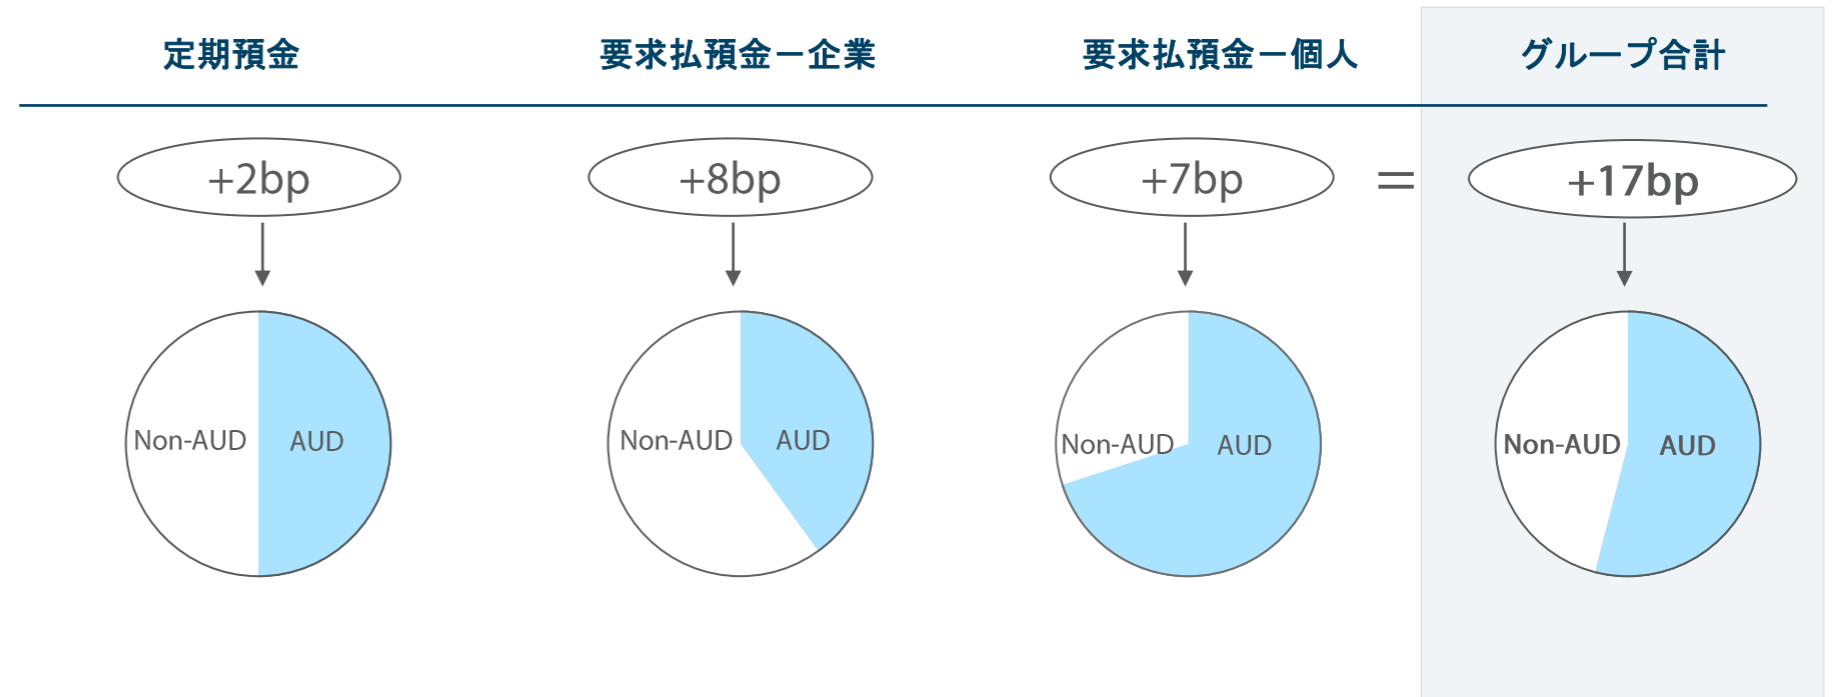 定期預金
要求払預金－企業
要求払預金－個人
グループ合計
+2bp
+8bp
+7bp
=
+17bp
Non-AUD
AUD
Non-AUD
AUD
Non-AUD
AUD
Non-AUD
AUD